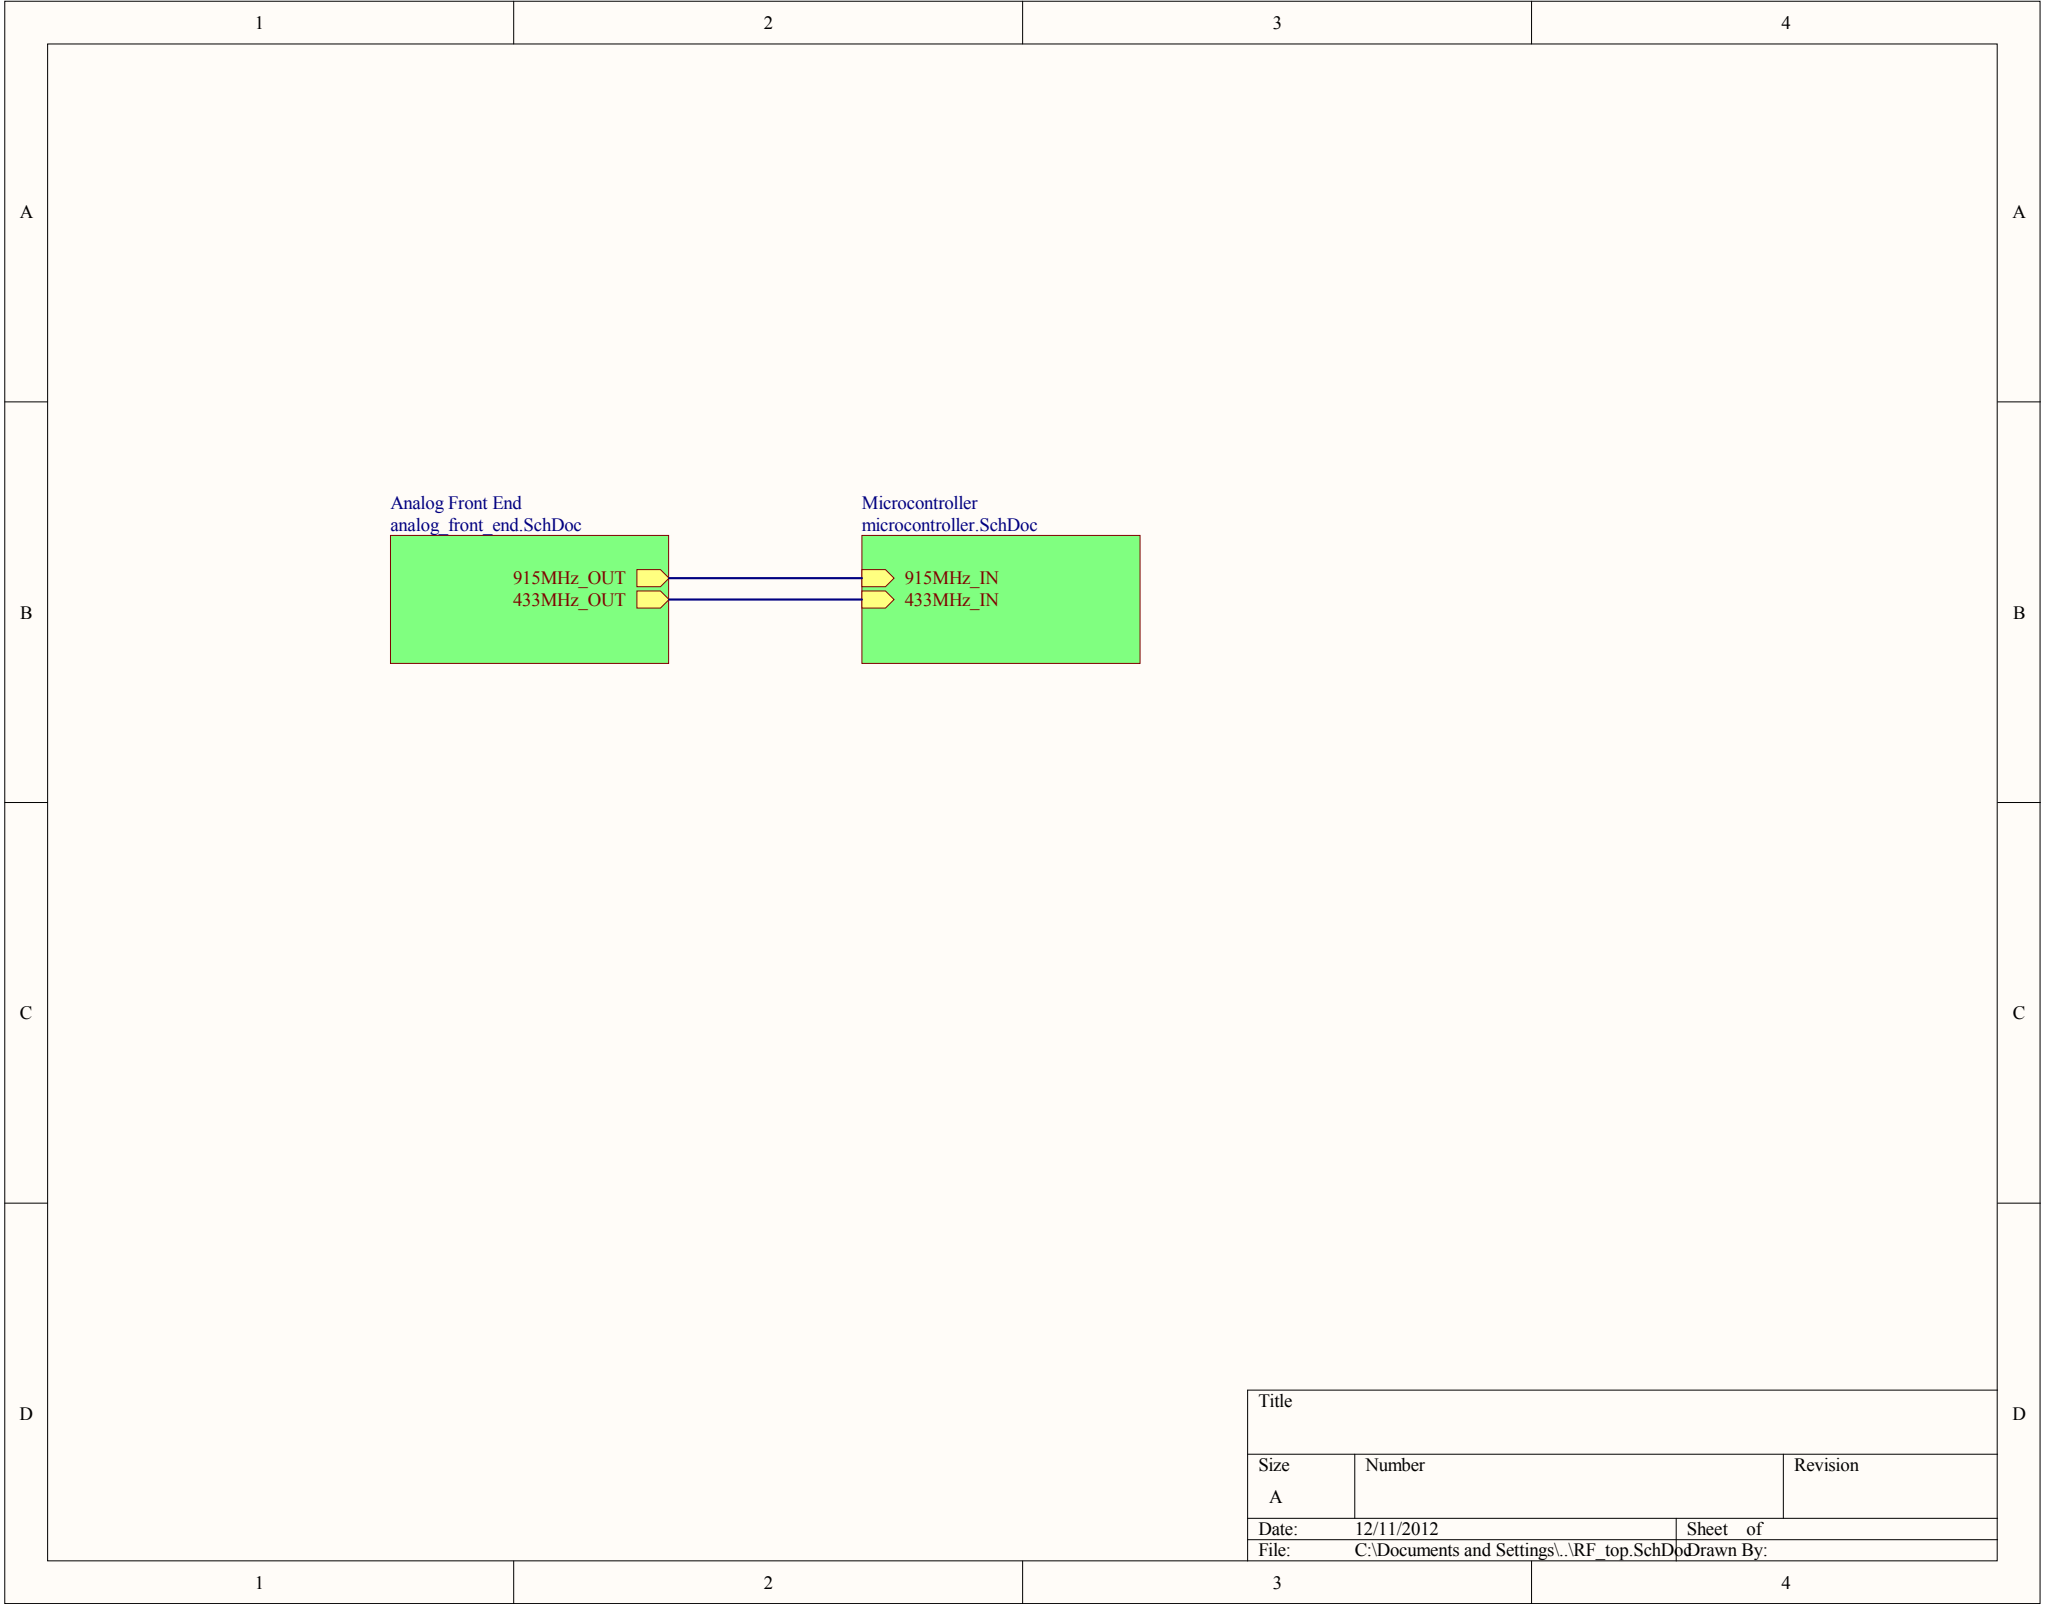 1 2 3 4
A A
Analog Front End
analog_front_end.SchDoc
Microcontroller
microcontroller.SchDoc
915MHz_OUT 915MHz_IN
433MHz_OUT 433MHz_IN
B B
C C
D D
Title
Size Number Revision
A
Date: 12/11/2012 Sheet of
File: C:\Documents and Settings\..\RF_top.SchDoc Drawn By:
1 2 3 4